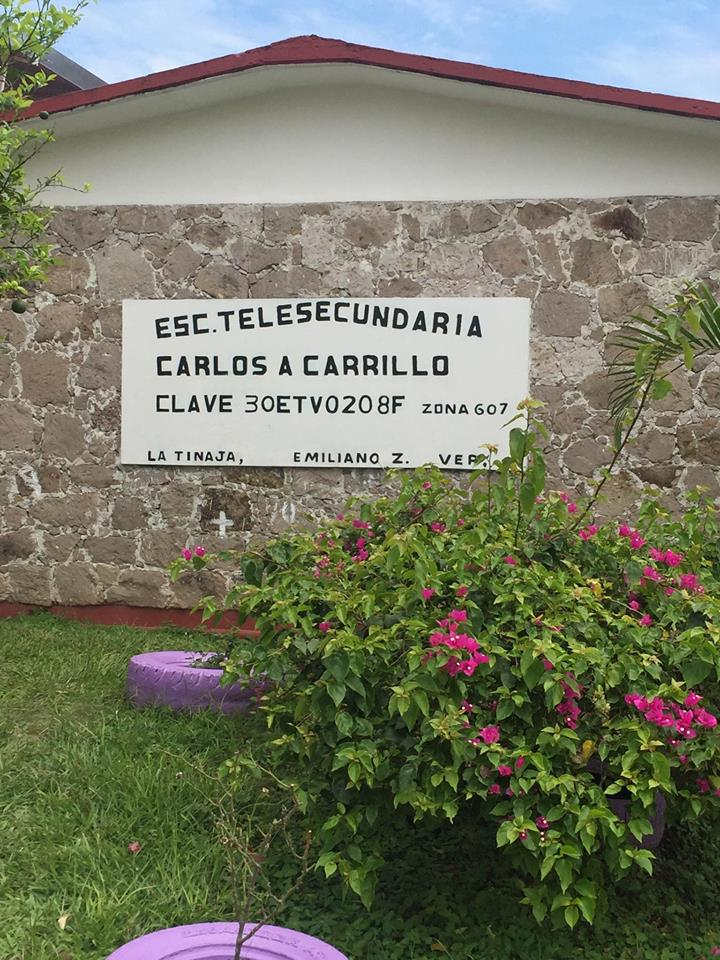 ESC. TELESECUNDARIA
CARLOS A CARRILLO
CLAVE 30ETV0208F ZONA 607
LA TINAJA, EMILIANO Z. VER.